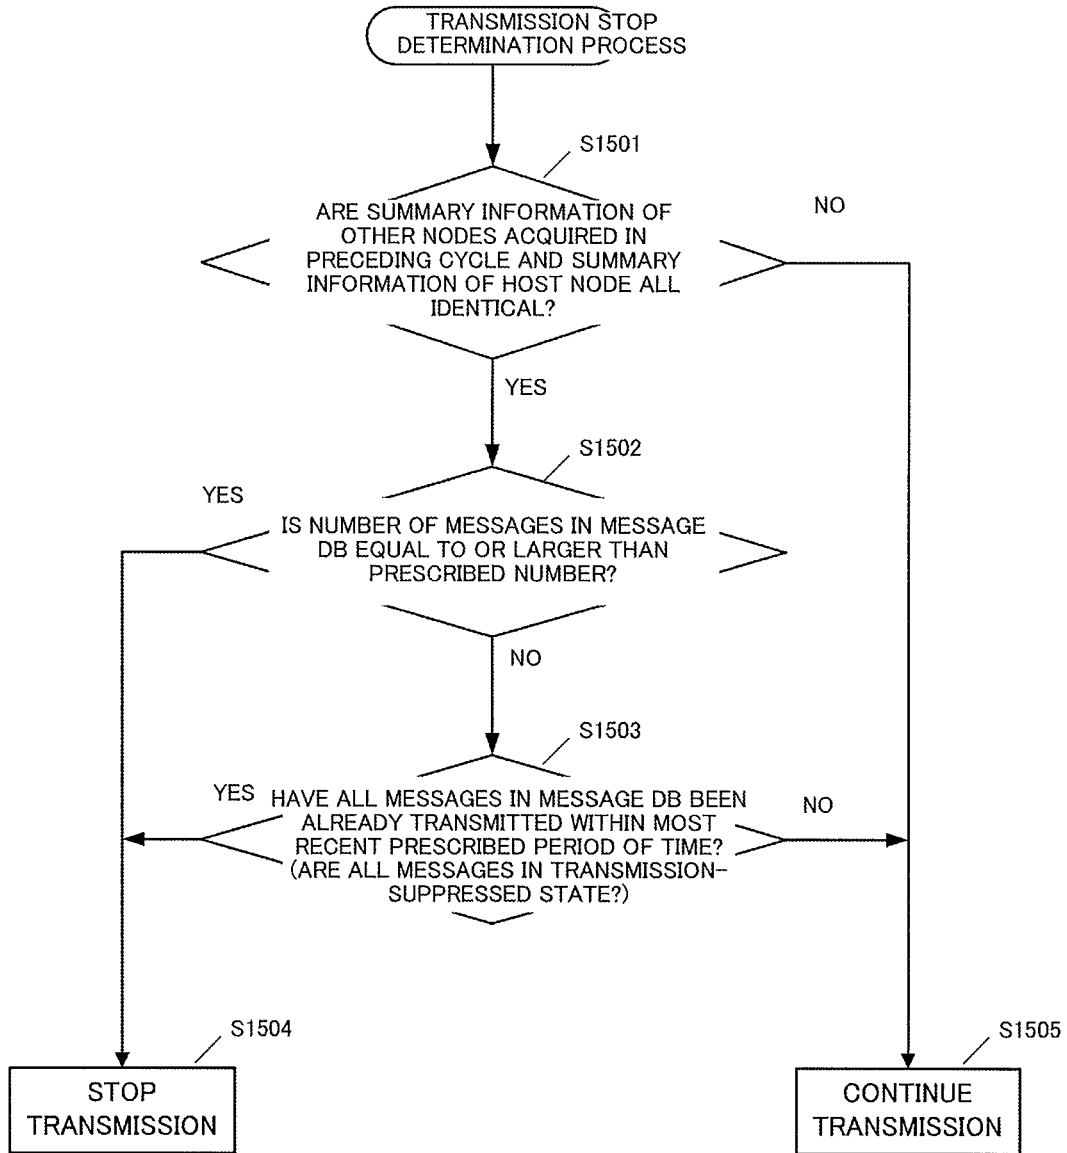 TRANSMISSION STOP
DETERMINATION PROCESS
S1501
ARE SUMMARY INFORMATION OF
OTHER NODES ACQUIRED IN
PRECEDING CYCLE AND SUMMARY
INFORMATION OF HOST NODE ALL
IDENTICAL?
NO
YES
S1502
YES
IS NUMBER OF MESSAGES IN MESSAGE
DB EQUAL TO OR LARGER THAN
PRESCRIBED NUMBER?
NO
S1503
YES
HAVE ALL MESSAGES IN MESSAGE DB BEEN
ALREADY TRANSMITTED WITHIN MOST
RECENT PRESCRIBED PERIOD OF TIME?
(ARE ALL MESSAGES IN TRANSMISSION-
SUPPRESSED STATE?)
NO
S1504
STOP
TRANSMISSION
S1505
CONTINUE
TRANSMISSION